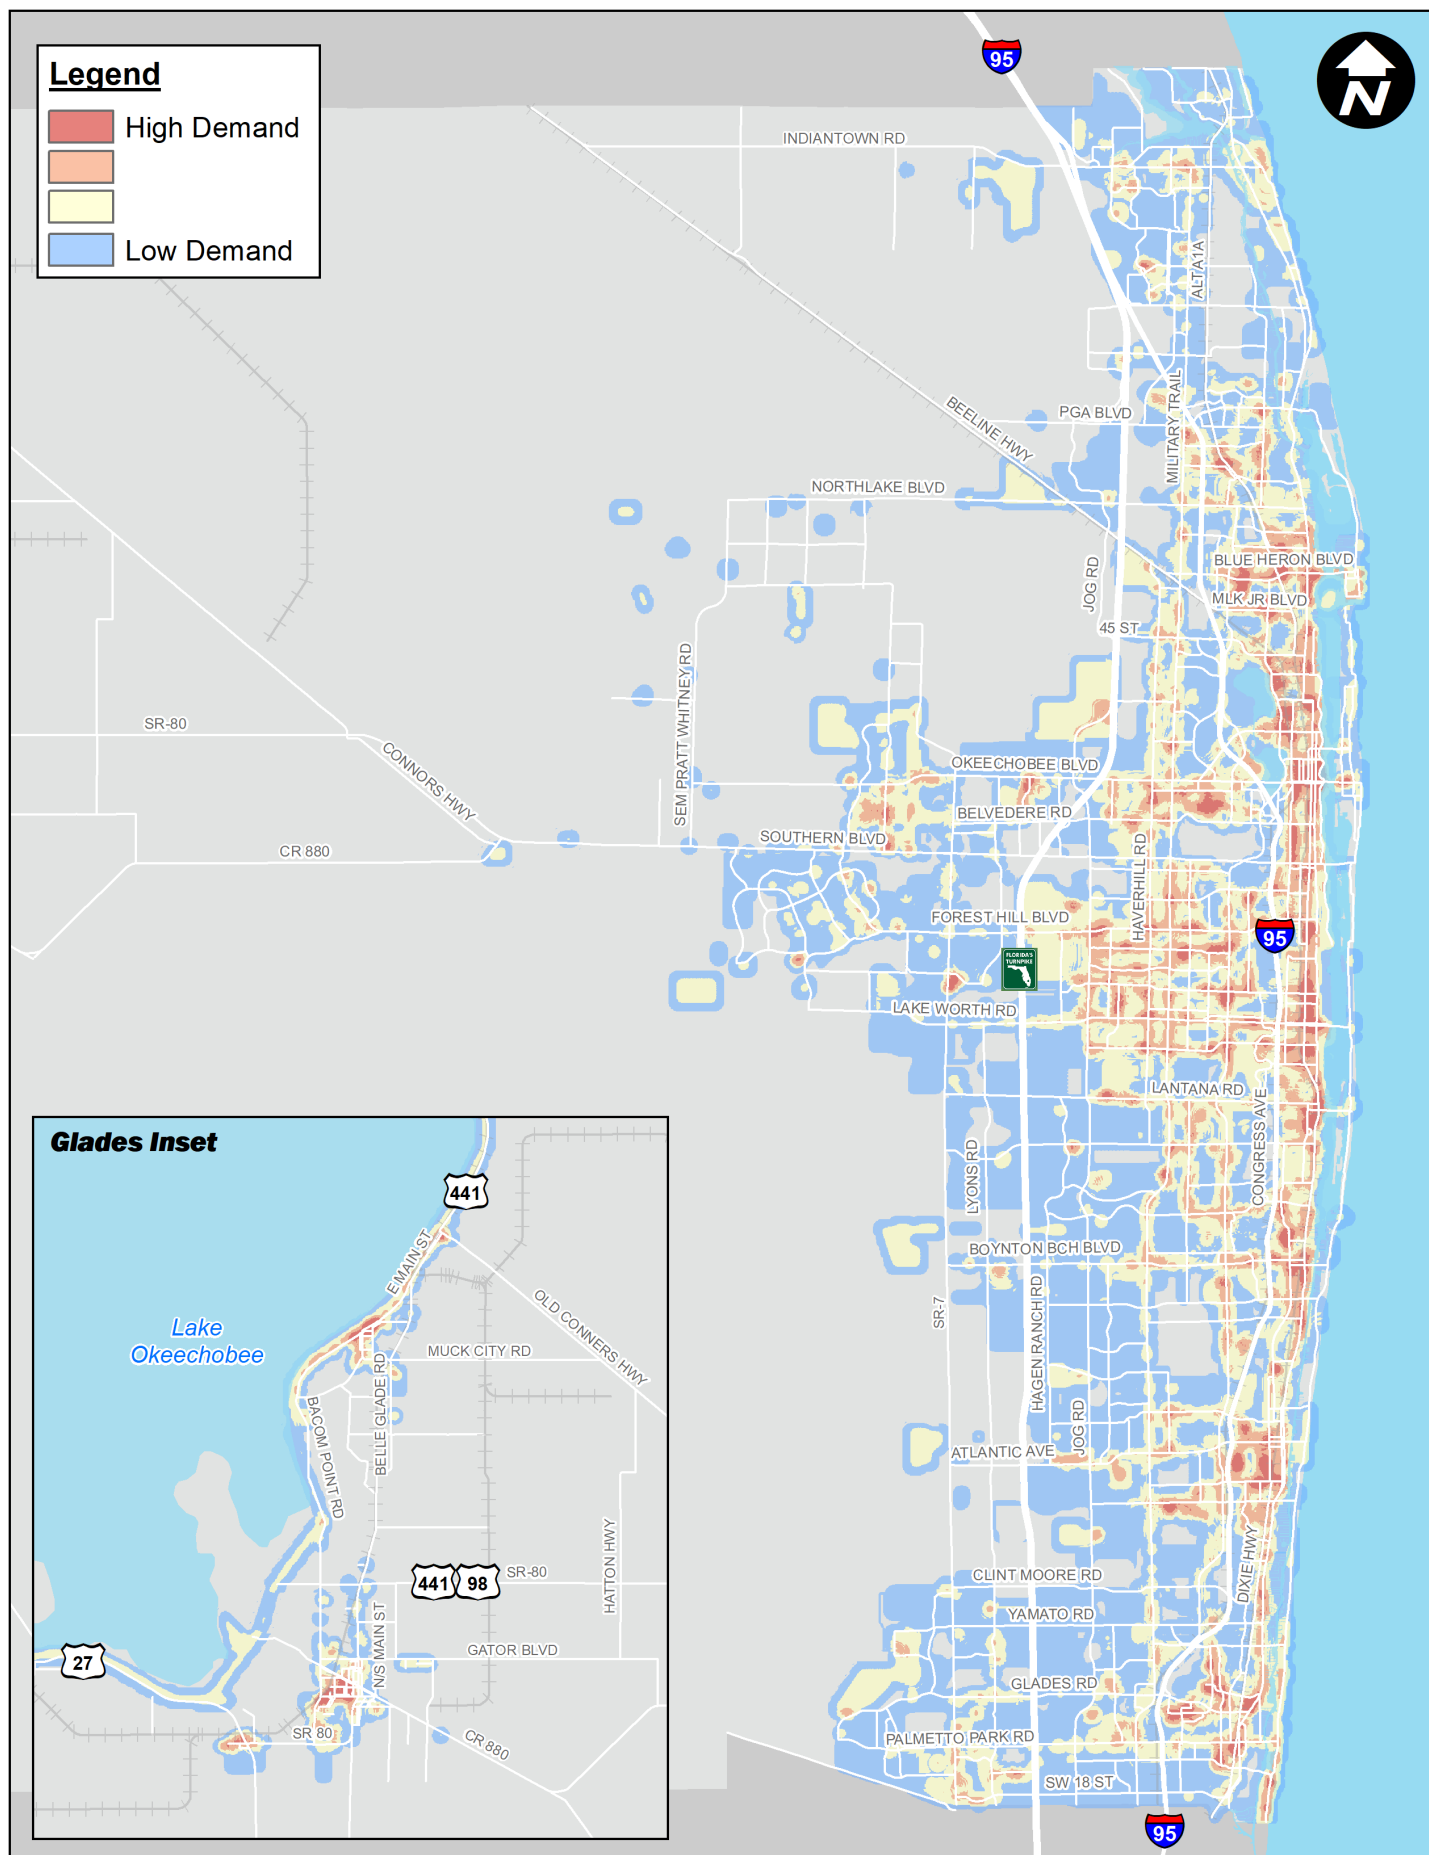 Legend
High Demand
Low Demand
95
N
INDIANTOWN RD
ALT A1A
MILITARY TRAIL
PGA BLVD
BEELINE HWY
NORTHLAKE BLVD
JOG RD
BLUE HERON BLVD
MLK JR BLVD
45 ST
SEM PRATT WHITNEY RD
SR-80
CONNORS HWY
OKEECHOBEE BLVD
BELVEDERE RD
SOUTHERN BLVD
CR 880
HAVERHILL RD
FOREST HILL BLVD
95
FLORIDA'S
TURNPIKE
LAKE WORTH RD
LANTANA RD
CONGRESS AVE
LYONS RD
BOYNTON BCH BLVD
SR-7
HAGEN RANCH RD
JOG RD
ATLANTIC AVE
DIXIE HWY
CLINT MOORE RD
YAMATO RD
GLADES RD
PALMETTO PARK RD
SW 18 ST
95
Glades Inset
441
E MAIN ST
OLD CONNERS HWY
Lake
Okeechobee
MUCK CITY RD
BELLE GLADE RD
BACOM POINT RD
HATTON HWY
441
98
SR-80
N/S MAIN ST
GATOR BLVD
27
SR 80
CR 880